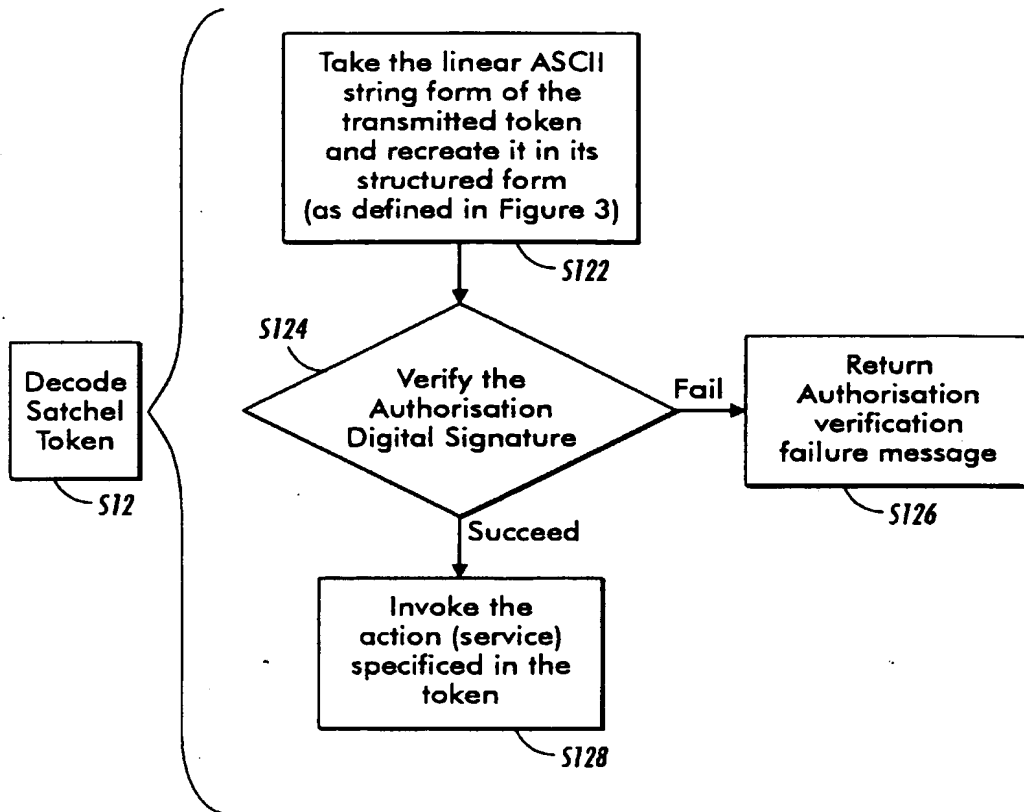 Take the linear ASCII
string form of the
transmitted token
and recreate it in its
structured form
(as defined in Figure 3)
S122
S124
Decode
Satchel
Token
S12
Verify the
Authorisation
Digital Signature
Fail
Return
Authorisation
verification
failure message
S126
Succeed
Invoke the
action (service)
specificed in the
token
S128